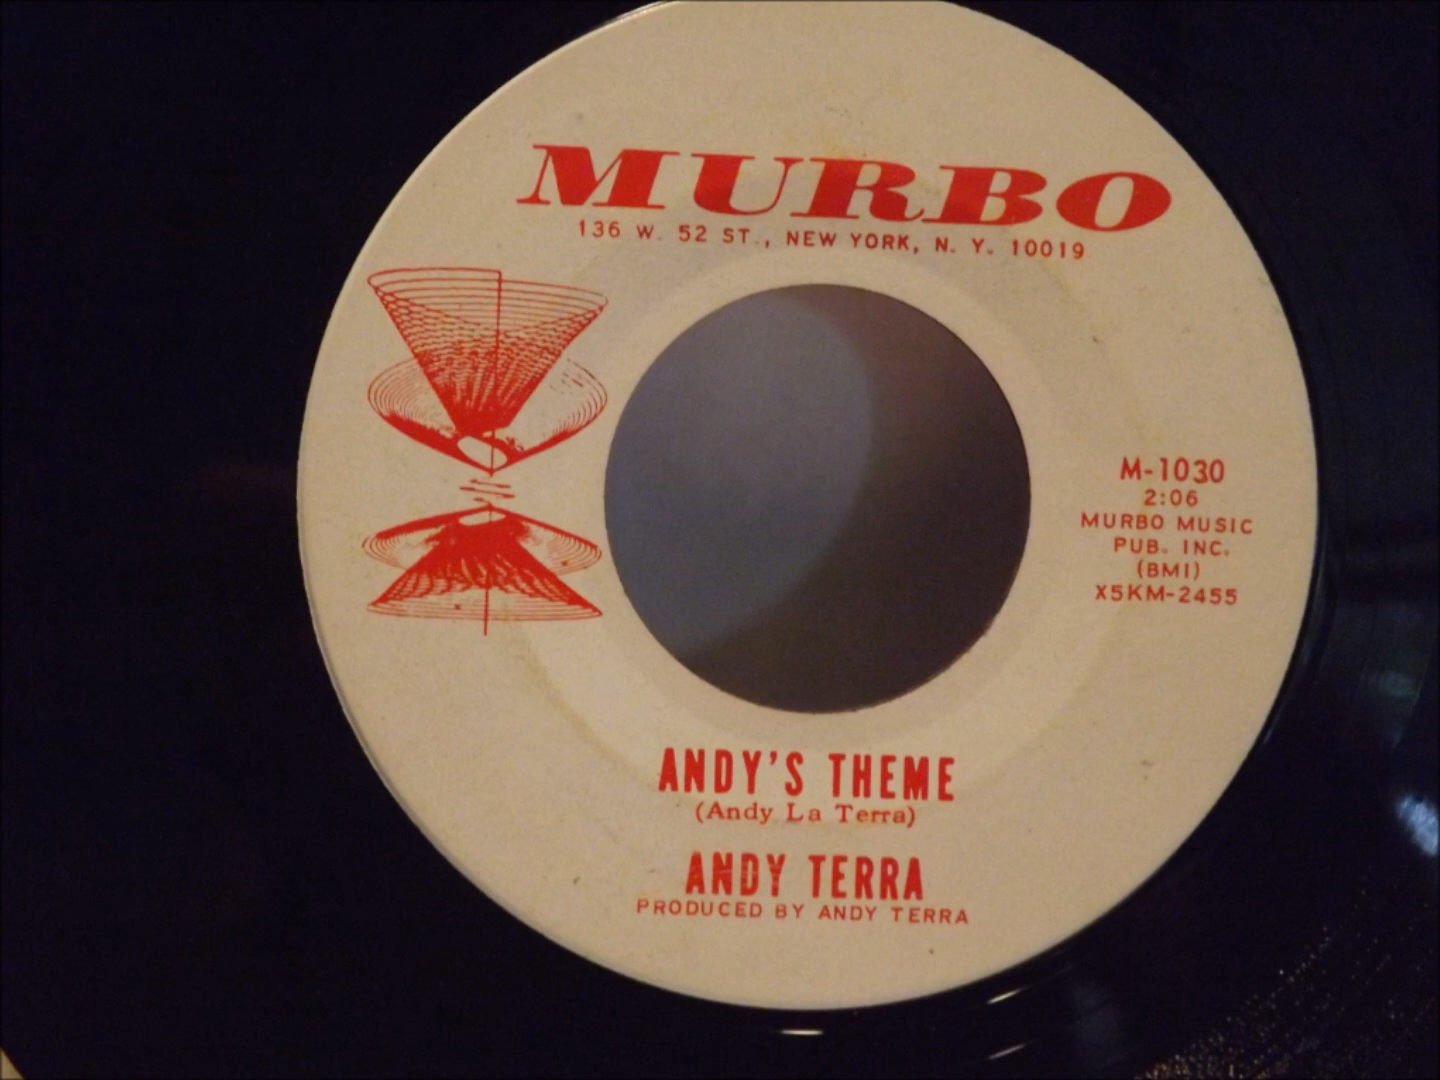 MURBO
136 W. 52 ST., NEW YORK, N. Y. 10019
M-1030
2:06
MURBO MUSIC
PUB. INC.
(BMI)
X5KM-2455
ANDY'S THEME
(Andy La Terra)
ANDY TERRA
PRODUCED BY ANDY TERRA